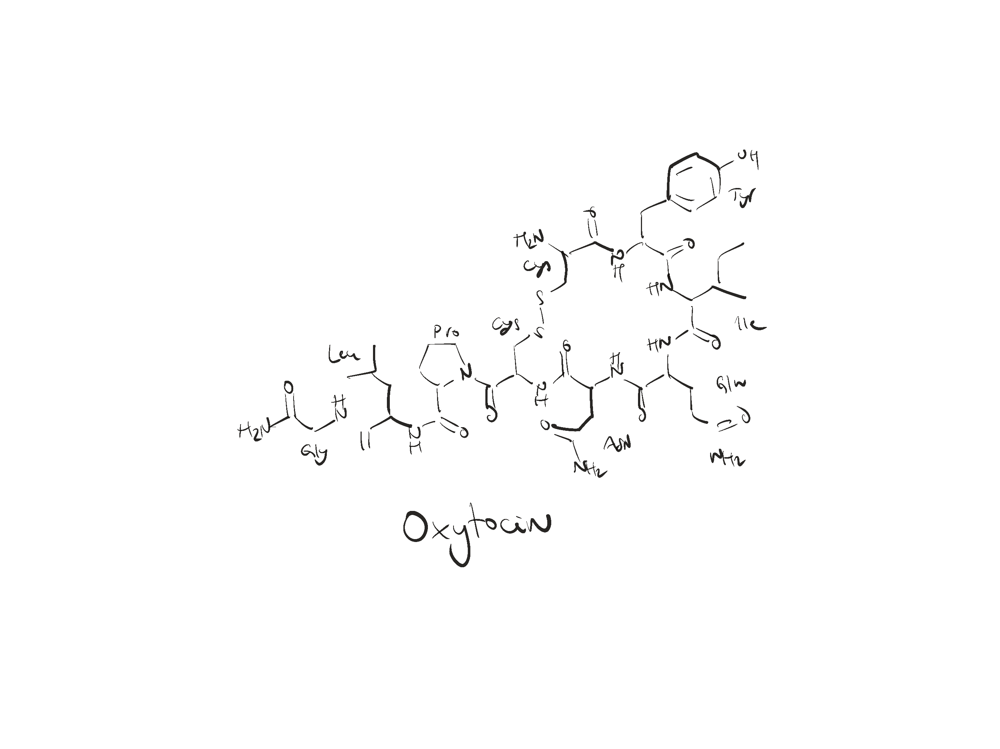 OH
Tyr
O
H₂N
O
Cys
N
H
HN
S
Ile
Cys
S
Pro
HN
O
O
Leu
H
N
N
Gln
O
H
N
N
H
O
O
O
H₂N
O
N
H
O
Gly
Asn
NH₂
NH₂
Oxytocin